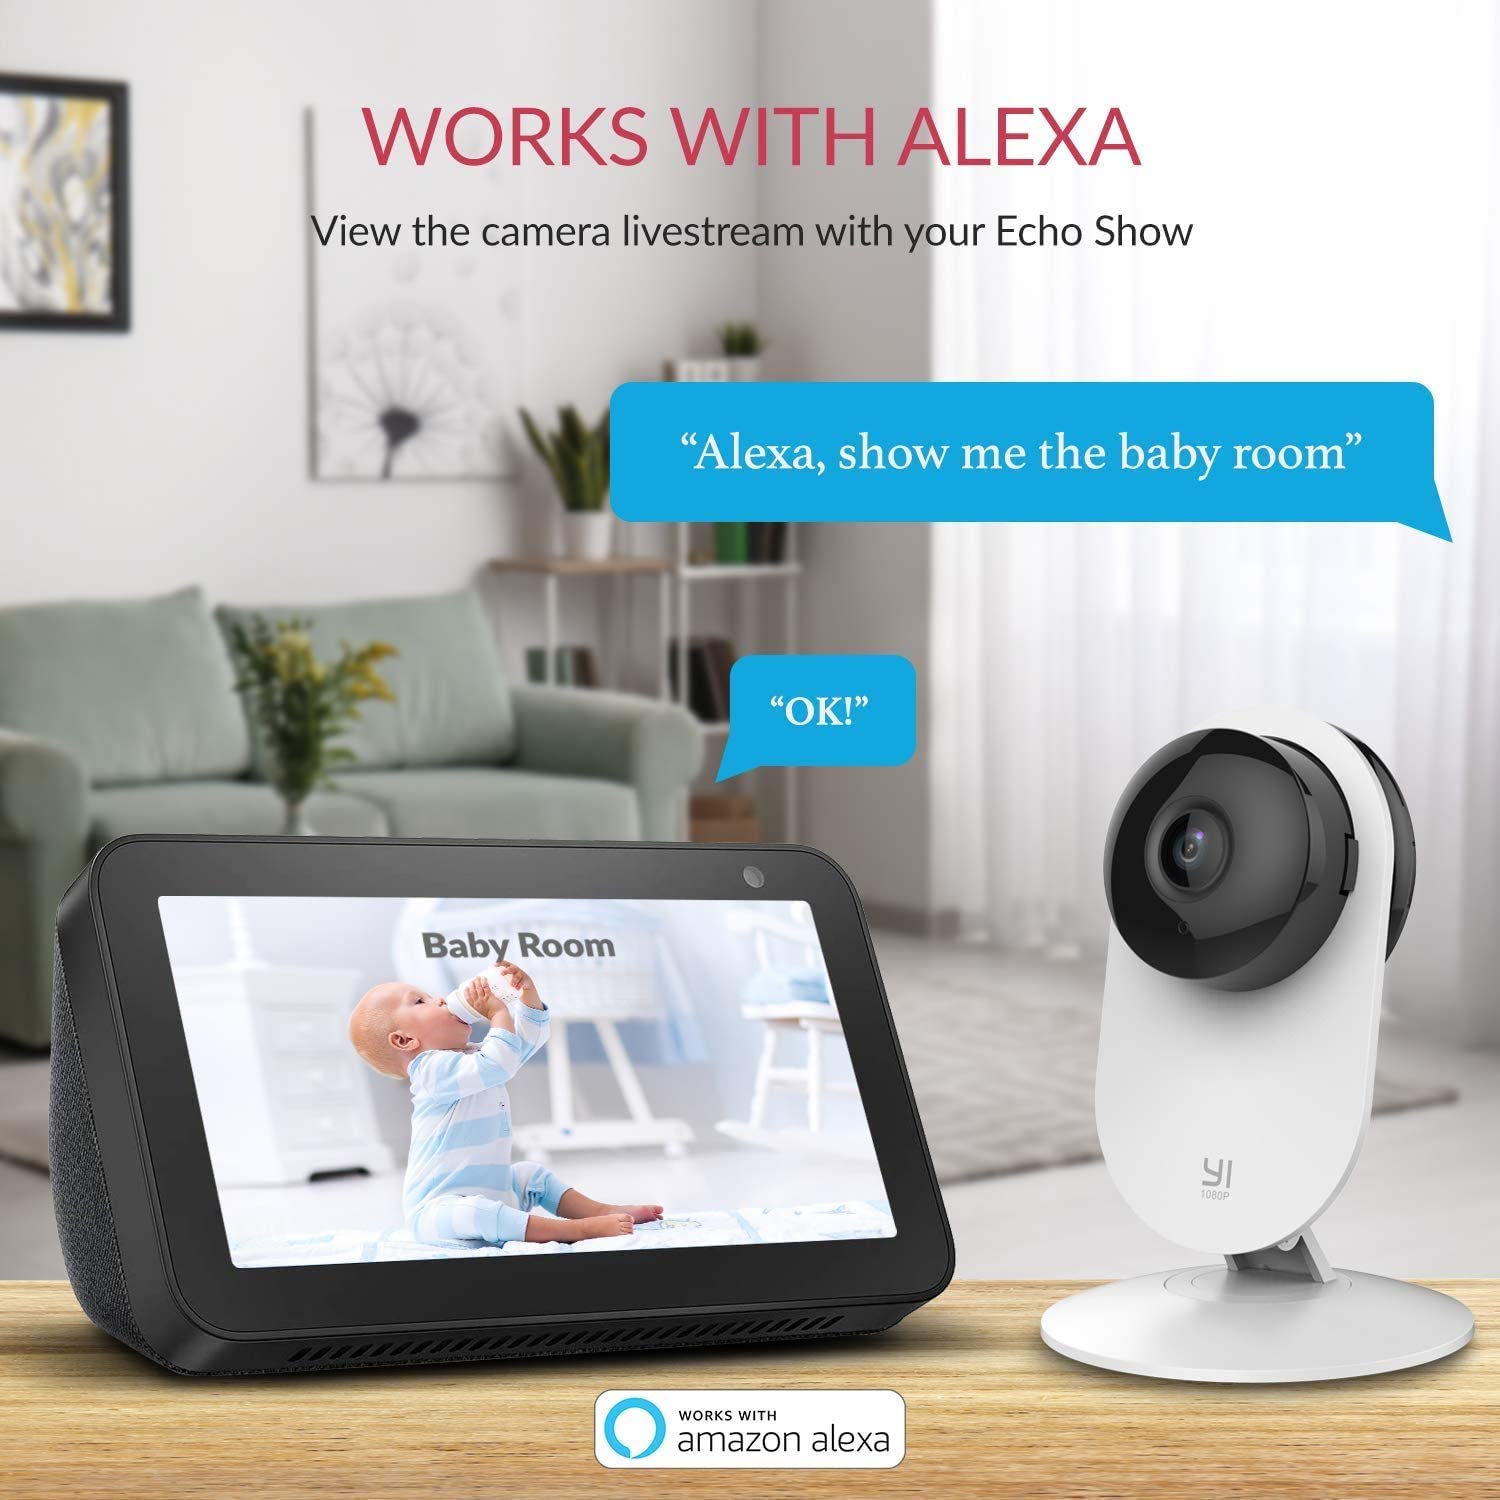 WORKS WITH ALEXA
View the camera livestream with your Echo Show
“Alexa, show me the baby room”
“OK!”
Baby Room
YI
1080P
WORKS WITH
amazon alexa